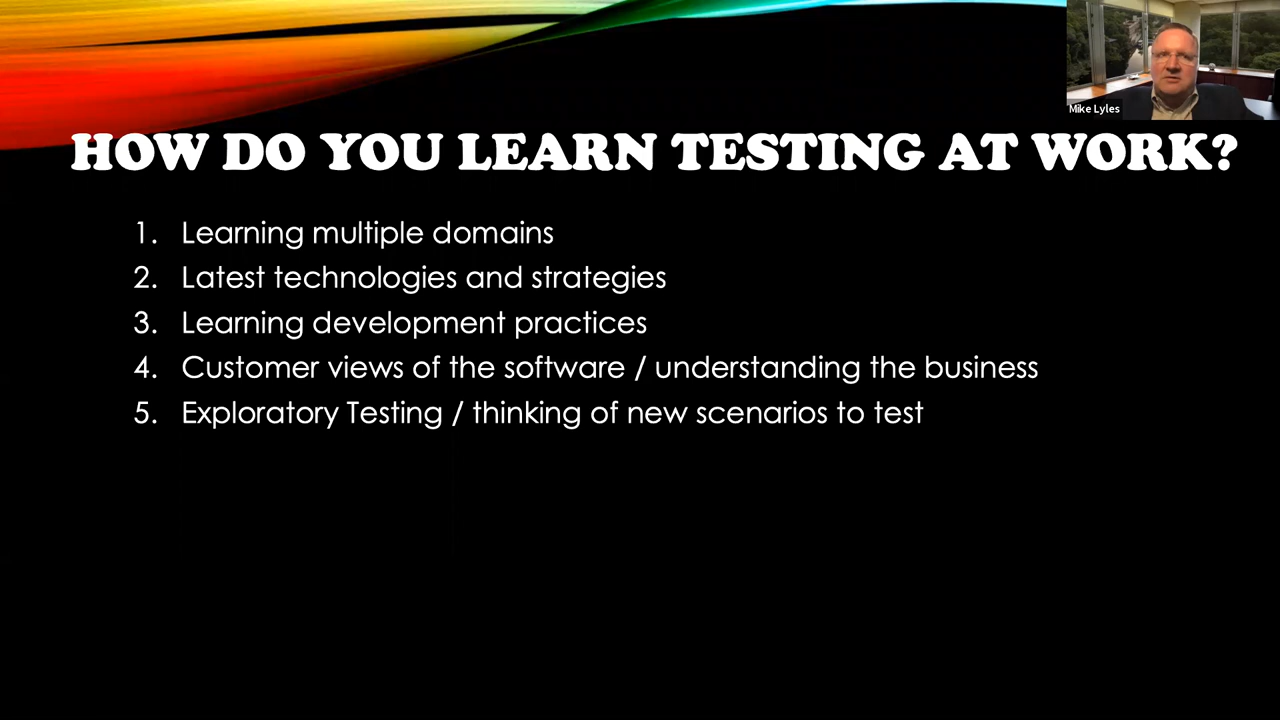 Mike Lyles
HOW DO YOU LEARN TESTING AT WORK?
1. Learning multiple domains
2. Latest technologies and strategies
3. Learning development practices
4. Customer views of the software / understanding the business
5. Exploratory Testing / thinking of new scenarios to test